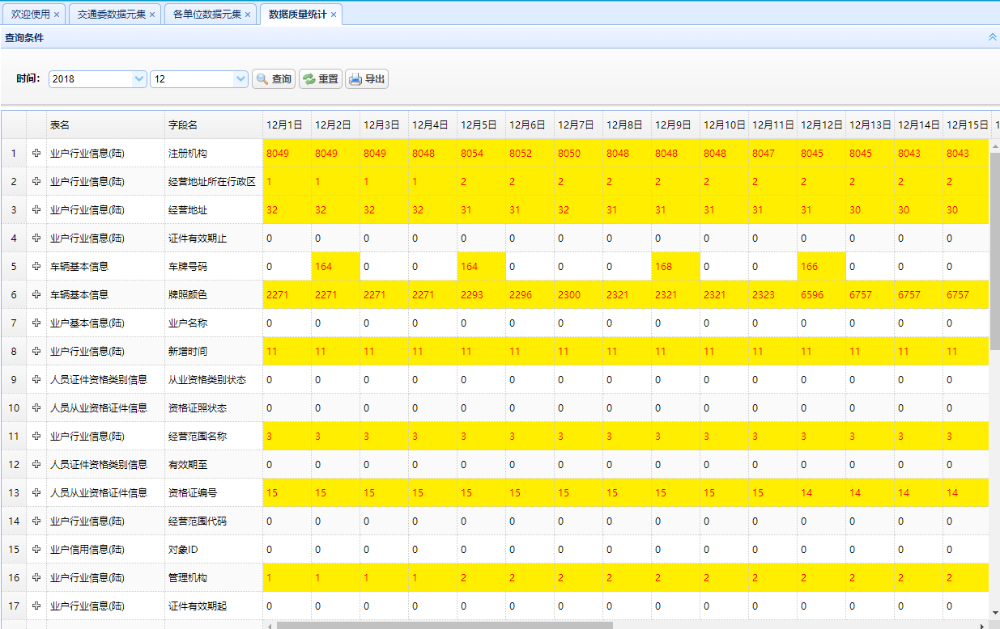 欢迎使用 × 交通委数据元集 × 各单位数据元集 × 数据质量统计 ×
查询条件
时间： 2018 12 查询 重置 导出
表名 字段名 12月1日 12月2日 12月3日 12月4日 12月5日 12月6日 12月7日 12月8日 12月9日 12月10日 12月11日 12月12日 12月13日 12月14日 12月15日 1
1 业户行业信息(陆) 注册机构 8049 8049 8049 8048 8054 8052 8050 8048 8048 8048 8047 8045 8045 8043 8043
2 业户行业信息(陆) 经营地址所在行政区 1 1 1 1 2 2 2 2 2 2 2 2 2 2 2
3 业户行业信息(陆) 经营地址 32 32 32 32 31 31 32 31 31 31 31 31 30 30 30
4 业户行业信息(陆) 证件有效期止 0 0 0 0 0 0 0 0 0 0 0 0 0 0 0
5 车辆基本信息 车牌号码 0 164 0 0 164 0 0 0 168 0 0 166 0 0 0
6 车辆基本信息 牌照颜色 2271 2271 2271 2271 2293 2296 2300 2321 2321 2321 2323 6596 6757 6757 6757
7 业户基本信息(陆) 业户名称 0 0 0 0 0 0 0 0 0 0 0 0 0 0 0
8 业户行业信息(陆) 新增时间 11 11 11 11 11 11 11 11 11 11 11 11 11 11 11
9 人员证件资格类别信息 从业资格类别状态 0 0 0 0 0 0 0 0 0 0 0 0 0 0 0
10 人员从业资格证件信息 资格证照状态 0 0 0 0 0 0 0 0 0 0 0 0 0 0 0
11 业户行业信息(陆) 经营范围名称 3 3 3 3 3 3 3 3 3 3 3 3 3 3 3
12 人员证件资格类别信息 有效期至 0 0 0 0 0 0 0 0 0 0 0 0 0 0 0
13 人员从业资格证件信息 资格证编号 15 15 15 15 15 15 15 15 15 15 15 14 14 14 14
14 业户行业信息(陆) 经营范围代码 0 0 0 0 0 0 0 0 0 0 0 0 0 0 0
15 业户信用信息(陆) 对象ID 0 0 0 0 0 0 0 0 0 0 0 0 0 0 0
16 业户行业信息(陆) 管理机构 1 1 1 1 2 2 2 2 2 2 2 2 2 2 2
17 业户行业信息(陆) 证件有效期起 0 0 0 0 0 0 0 0 0 0 0 0 0 0 0